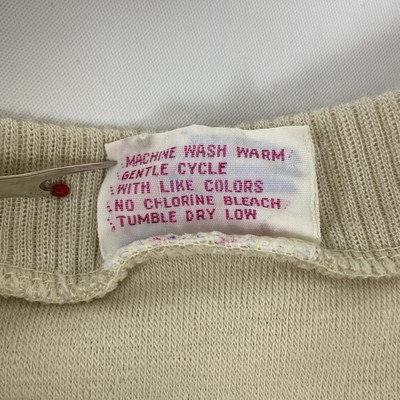 MACHINE WASH WARM
GENTLE CYCLE
WITH LIKE COLORS
NO CHLORINE BLEACH
TUMBLE DRY LOW